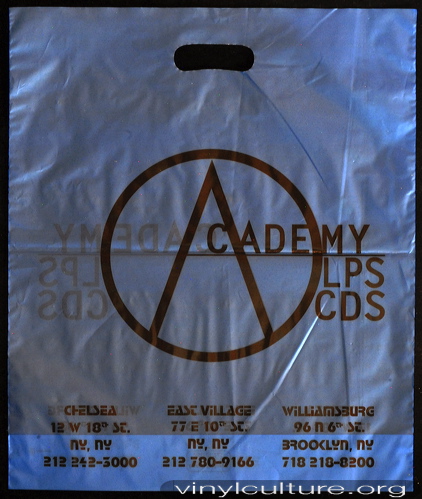 ACADEMY
LPS
CDS
CHELSEA
12 W 18th ST.
NY, NY
212 242-3000
EAST VILLAGE
77 E 10th ST.
NY, NY
212 780-9166
WILLIAMSBURG
96 N 6th ST.
BROOKLYN, NY
718 218-8200
vinylculture.org